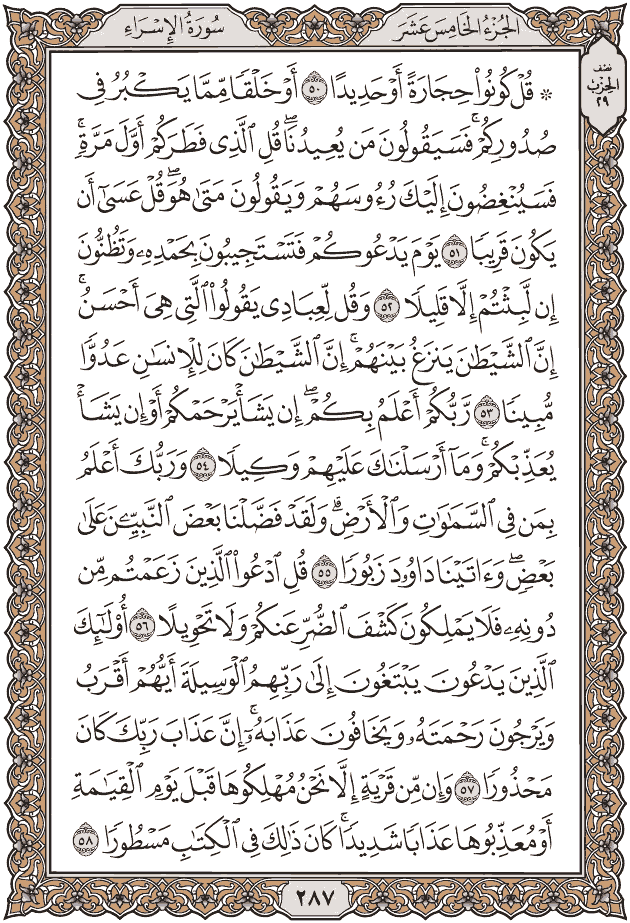 الجُزْءُ الخَامِسَ عَشَرَ
سُورَةُ الإِسْرَاءِ
نصف
الحزب
٢٩
۞ قُلْ كُونُوا۟ حِجَارَةً أَوْ حَدِيدًا ٥٠ أَوْ خَلْقًا مِّمَّا يَكْبُرُ فِى
صُدُورِكُمْ ۚ فَسَيَقُولُونَ مَن يُعِيدُنَا ۖ قُلِ ٱلَّذِى فَطَرَكُمْ أَوَّلَ مَرَّةٍ ۚ
فَسَيُنْغِضُونَ إِلَيْكَ رُءُوسَهُمْ وَيَقُولُونَ مَتَىٰ هُوَ ۖ قُلْ عَسَىٰٓ أَن
يَكُونَ قَرِيبًا ٥١ يَوْمَ يَدْعُوكُمْ فَتَسْتَجِيبُونَ بِحَمْدِهِۦ وَتَظُنُّونَ
إِن لَّبِثْتُمْ إِلَّا قَلِيلًا ٥٢ وَقُل لِّعِبَادِى يَقُولُوا۟ ٱلَّتِى هِىَ أَحْسَنُ ۚ
إِنَّ ٱلشَّيْطَٰنَ يَنزَغُ بَيْنَهُمْ ۚ إِنَّ ٱلشَّيْطَٰنَ كَانَ لِلْإِنسَٰنِ عَدُوًّا
مُّبِينًا ٥٣ رَّبُّكُمْ أَعْلَمُ بِكُمْ ۖ إِن يَشَأْ يَرْحَمْكُمْ أَوْ إِن يَشَأْ
يُعَذِّبْكُمْ ۚ وَمَآ أَرْسَلْنَٰكَ عَلَيْهِمْ وَكِيلًا ٥٤ وَرَبُّكَ أَعْلَمُ
بِمَن فِى ٱلسَّمَٰوَٰتِ وَٱلْأَرْضِ ۗ وَلَقَدْ فَضَّلْنَا بَعْضَ ٱلنَّبِيِّـۧنَ عَلَىٰ
بَعْضٍ ۖ وَءَاتَيْنَا دَاوُۥدَ زَبُورًا ٥٥ قُلِ ٱدْعُوا۟ ٱلَّذِينَ زَعَمْتُم مِّن
دُونِهِۦ فَلَا يَمْلِكُونَ كَشْفَ ٱلضُّرِّ عَنكُمْ وَلَا تَحْوِيلًا ٥٦ أُو۟لَٰٓئِكَ
ٱلَّذِينَ يَدْعُونَ يَبْتَغُونَ إِلَىٰ رَبِّهِمُ ٱلْوَسِيلَةَ أَيُّهُمْ أَقْرَبُ
وَيَرْجُونَ رَحْمَتَهُۥ وَيَخَافُونَ عَذَابَهُۥٓ ۚ إِنَّ عَذَابَ رَبِّكَ كَانَ
مَحْذُورًا ٥٧ وَإِن مِّن قَرْيَةٍ إِلَّا نَحْنُ مُهْلِكُوهَا قَبْلَ يَوْمِ ٱلْقِيَٰمَةِ
أَوْ مُعَذِّبُوهَا عَذَابًا شَدِيدًا ۚ كَانَ ذَٰلِكَ فِى ٱلْكِتَٰبِ مَسْطُورًا ٥٨
٢٨٧